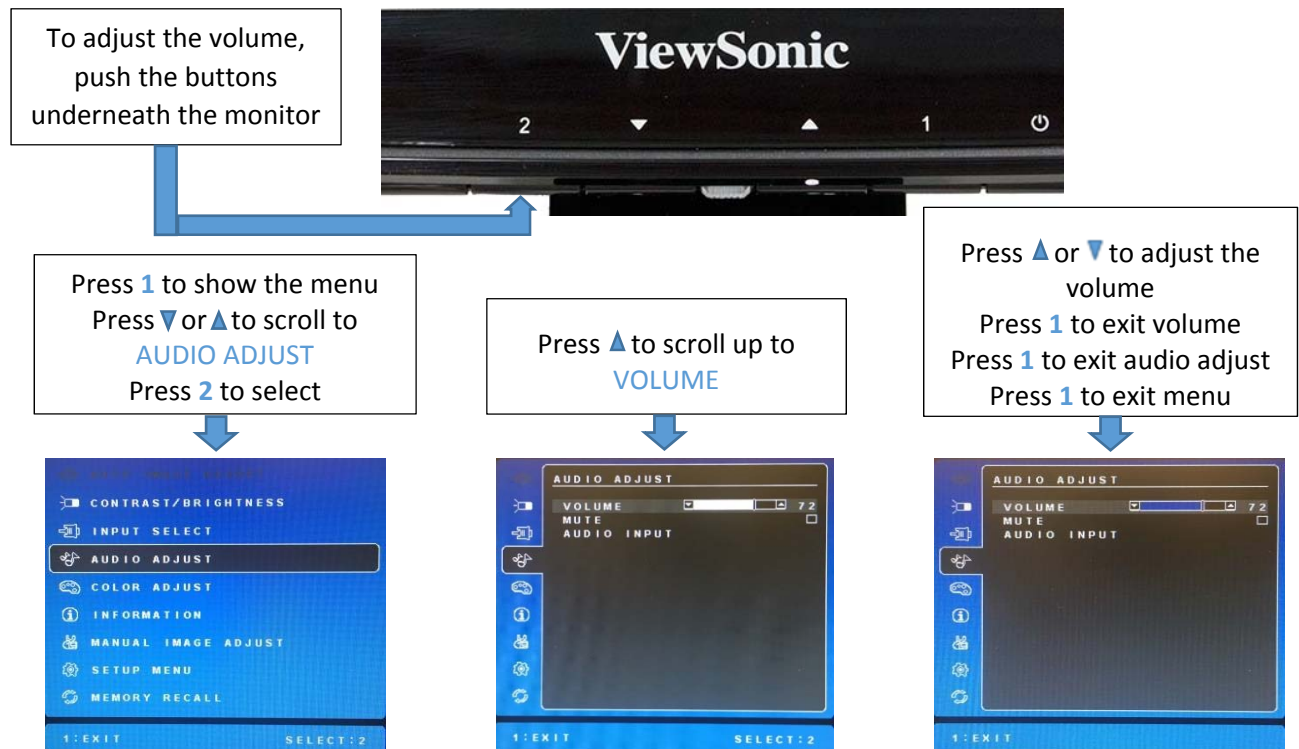 To adjust the volume,
push the buttons
underneath the monitor
ViewSonic
2 ▼ ▲ 1 ⏻
Press 1 to show the menu
Press ▼ or ▲ to scroll to
AUDIO ADJUST
Press 2 to select
Press ▲ to scroll up to
VOLUME
Press ▲ or ▼ to adjust the
volume
Press 1 to exit volume
Press 1 to exit audio adjust
Press 1 to exit menu
CONTRAST/BRIGHTNESS
INPUT SELECT
AUDIO ADJUST
COLOR ADJUST
INFORMATION
MANUAL IMAGE ADJUST
SETUP MENU
MEMORY RECALL
1:EXIT SELECT:2
AUDIO ADJUST
VOLUME 72
MUTE
AUDIO INPUT
1:EXIT SELECT:2
AUDIO ADJUST
VOLUME 72
MUTE
AUDIO INPUT
1:EXIT